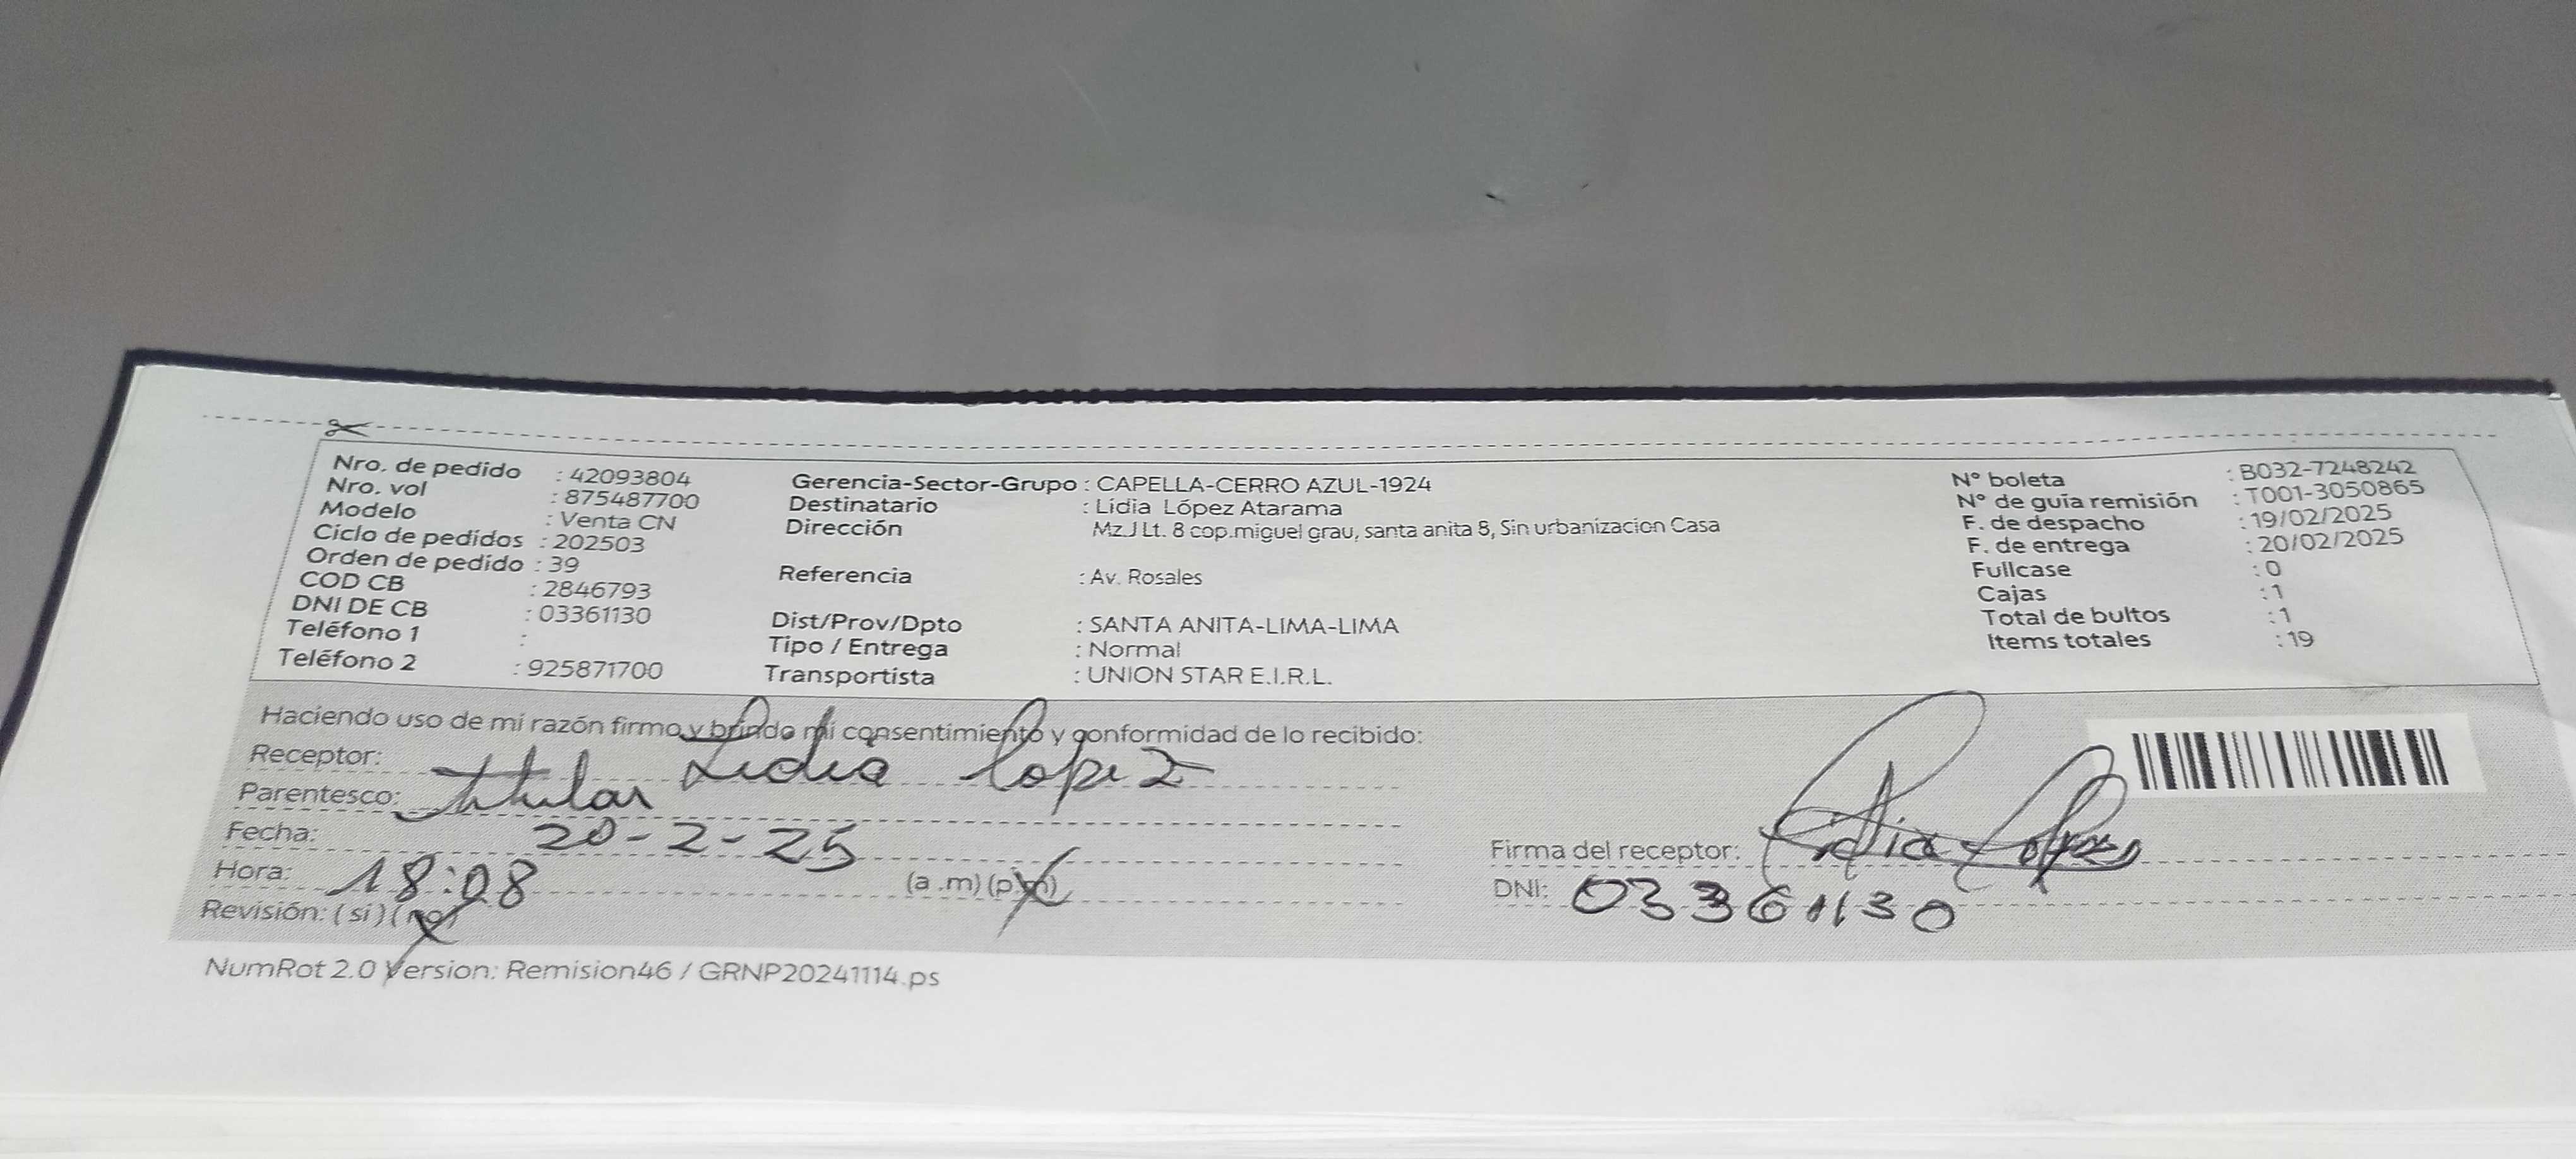 Nro. de pedido : 42093804
Nro. vol : 875487700
Modelo : Venta CN
Ciclo de pedidos : 202503
Orden de pedido : 39
COD CB : 2846793
DNI DE CB : 03361130
Teléfono 1 :
Teléfono 2 : 925871700
Gerencia-Sector-Grupo : CAPELLA-CERRO AZUL-1924
Destinatario : Lidia López Atarama
Dirección Mz.J Lt. 8 cop.miguel grau, santa anita 8, Sin urbanizacion Casa
Referencia : Av. Rosales
Dist/Prov/Dpto : SANTA ANITA-LIMA-LIMA
Tipo / Entrega : Normal
Transportista : UNION STAR E.I.R.L.
N° boleta : B032-7248242
N° de guía remisión : T001-3050865
F. de despacho : 19/02/2025
F. de entrega : 20/02/2025
Fullcase : 0
Cajas : 1
Total de bultos : 1
Items totales : 19
Haciendo uso de mi razón firmo y brindo mi consentimiento y conformidad de lo recibido:
Receptor: Lidia Lopez
Parentesco: titular
Fecha: 20-2-25
Hora: 18:08 (a .m) (p.m)
Revisión: ( si ) ( no)
Firma del receptor: Lidia Lopez
DNI: 03361130
NumRot 2.0 Version: Remision46 / GRNP20241114.ps